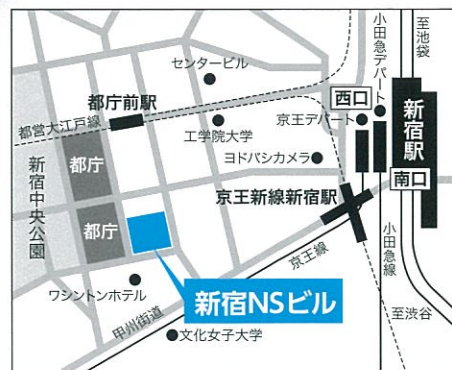 センタービル
小田急デパート
至池袋
都庁前駅
西口
都営大江戸線
工学院大学
京王デパート
新宿駅
新宿中央公園
都庁
ヨドバシカメラ
南口
京王新線新宿駅
都庁
京王線
小田急線
ワシントンホテル
新宿NSビル
至渋谷
甲州街道
文化女子大学